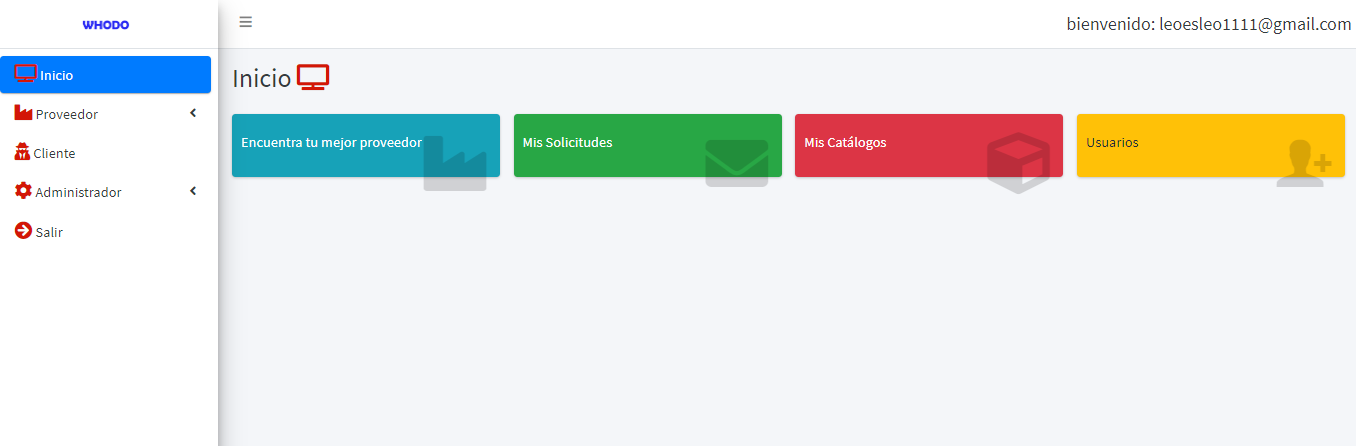 WHODO
bienvenido: leoesleo1111@gmail.com
Inicio
Proveedor
Cliente
Administrador
Salir
Inicio
Encuentra tu mejor proveedor
Mis Solicitudes
Mis Catálogos
Usuarios